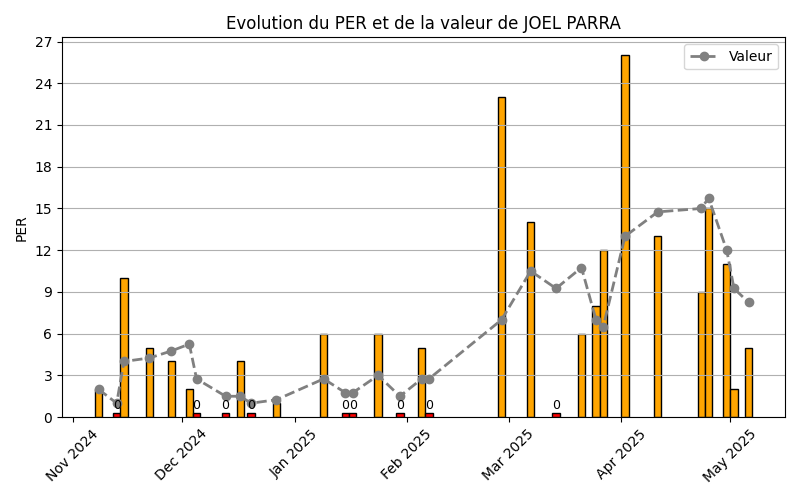 Evolution du PER et de la valeur de JOEL PARRA
Valeur
PER
27
24
21
18
15
12
9
6
3
0
0 0 0 0 0 0 0 0 0
Nov 2024 Dec 2024 Jan 2025 Feb 2025 Mar 2025 Apr 2025 May 2025